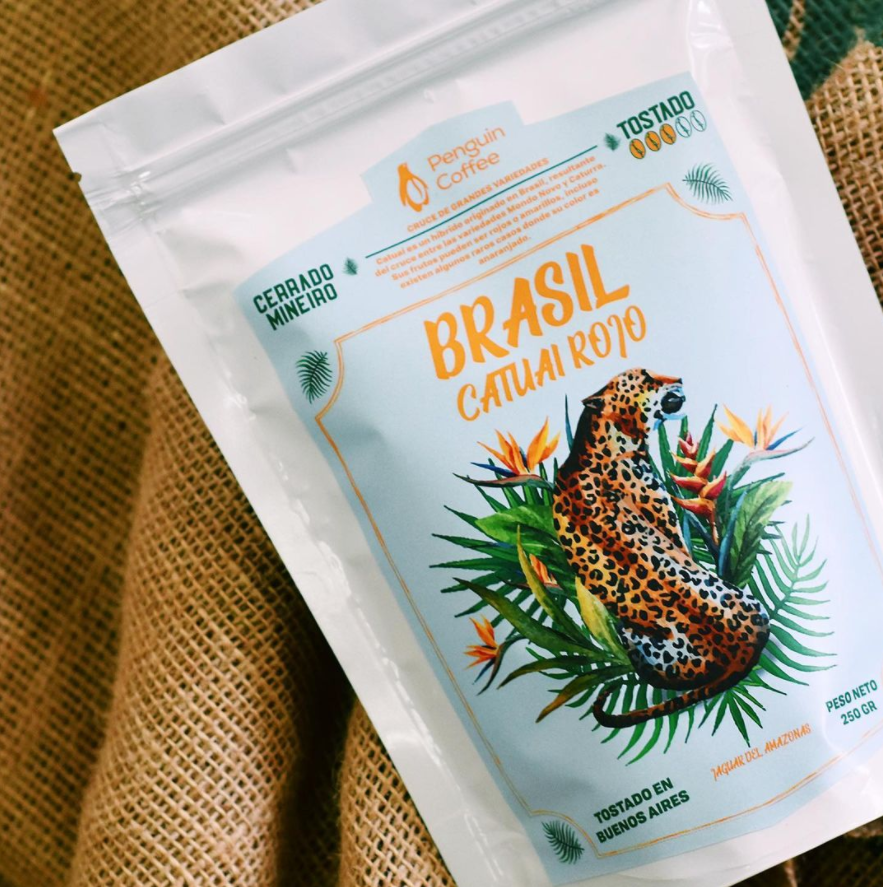 Penguin
Coffee
TOSTADO
CRUCE DE GRANDES VARIEDADES
Catuai es un híbrido originado en Brasil, resultante
del cruce entre las variedades Mondo Novo y Caturra.
Sus frutos pueden ser rojos o amarillos, incluso
existen algunos raros casos donde su color es
anaranjado.
CERRADO
MINEIRO
BRASIL
CATUAI ROJO
PESO NETO
250 GR
JAGUAR DEL AMAZONAS
TOSTADO EN
BUENOS AIRES